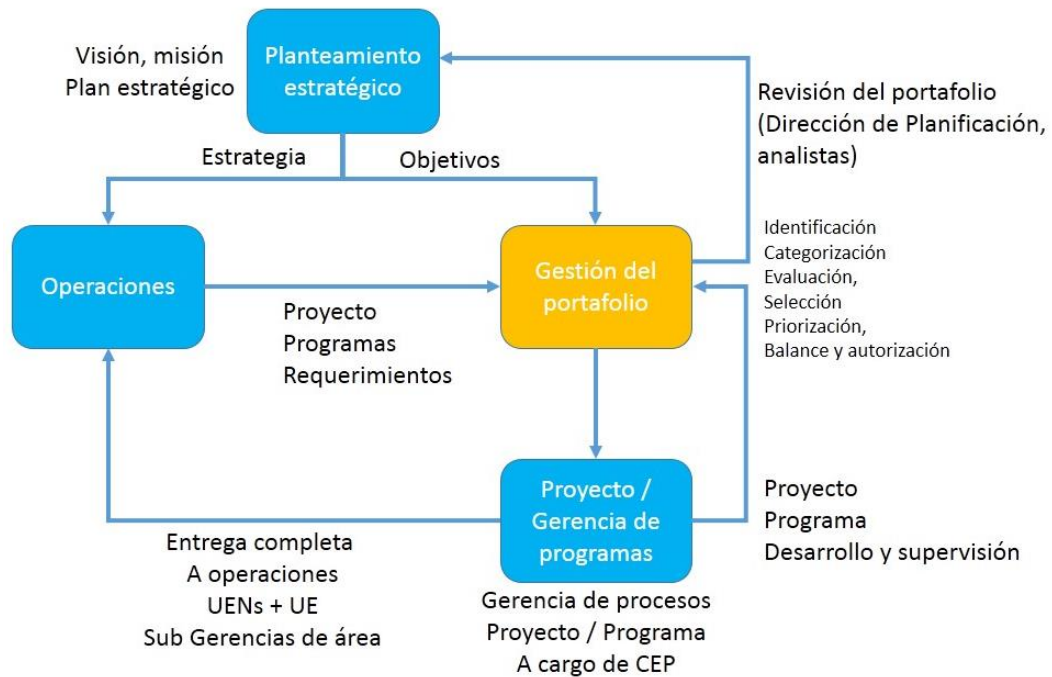 Visión, misión
Plan estratégico
Planteamiento
estratégico
Revisión del portafolio
(Dirección de Planificación,
analistas)
Estrategia
Objetivos
Operaciones
Gestión del
portafolio
Identificación
Categorización
Evaluación,
Selección
Priorización,
Balance y autorización
Proyecto
Programas
Requerimientos
Proyecto /
Gerencia de
programas
Proyecto
Programa
Desarrollo y supervisión
Entrega completa
A operaciones
UENs + UE
Sub Gerencias de área
Gerencia de procesos
Proyecto / Programa
A cargo de CEP